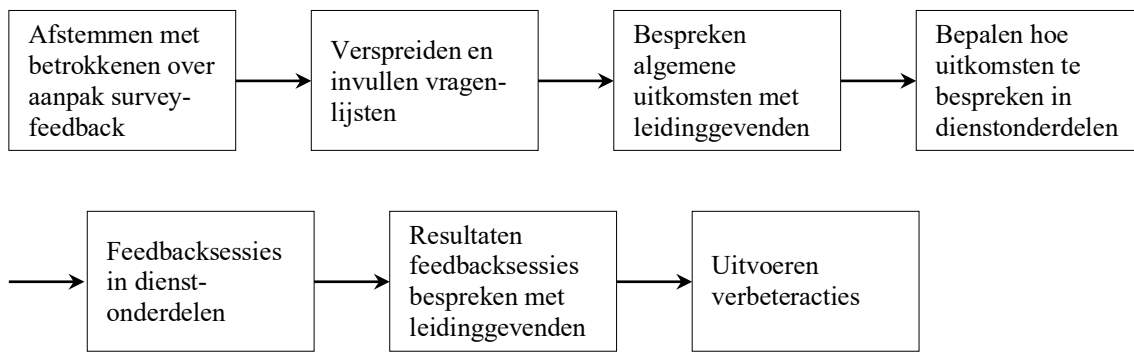 Afstemmen met
betrokkenen over
aanpak survey-
feedback
Verspreiden en
invullen vragen-
lijsten
Bespreken
algemene
uitkomsten met
leidinggevenden
Bepalen hoe
uitkomsten te
bespreken in
dienstonderdelen
Feedbacksessies
in dienst-
onderdelen
Resultaten
feedbacksessies
bespreken met
leidinggevenden
Uitvoeren
verbeteracties